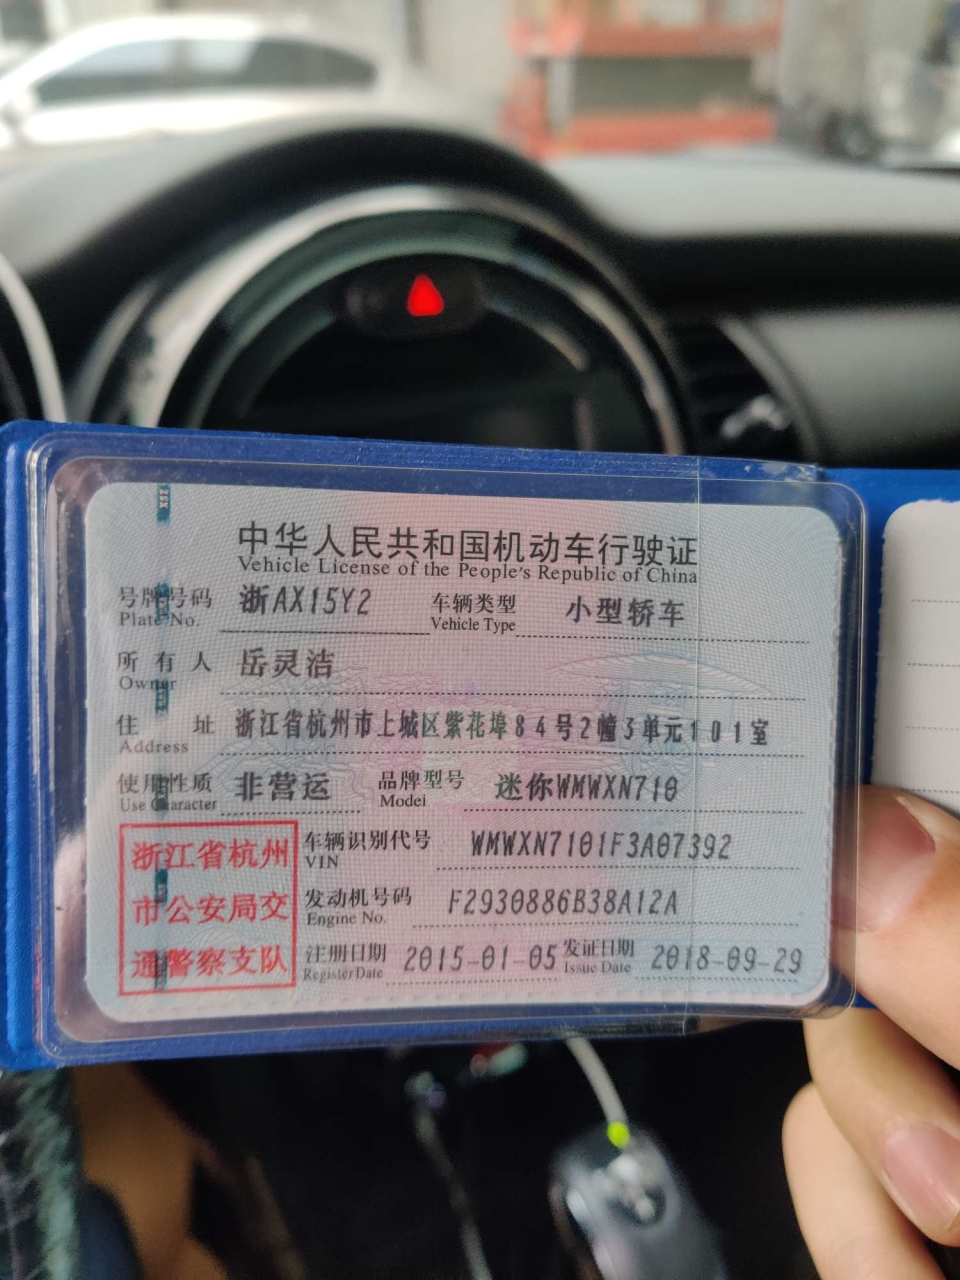 中华人民共和国机动车行驶证
Vehicle License of the People's Republic of China
号牌号码 浙AX15Y2 车辆类型 小型轿车
Plate No. Vehicle Type
所有人 岳灵洁
Owner
住址 浙江省杭州市上城区紫花埠84号2幢3单元101室
Address
使用性质 非营运 品牌型号 迷你WMWXN710
Use Character Model
浙江省杭州
市公安局交
通警察支队
车辆识别代号 WMWXN7101F3A07392
VIN
发动机号码 F2930886B38A12A
Engine No.
注册日期 2015-01-05 发证日期 2018-09-29
Register Date Issue Date